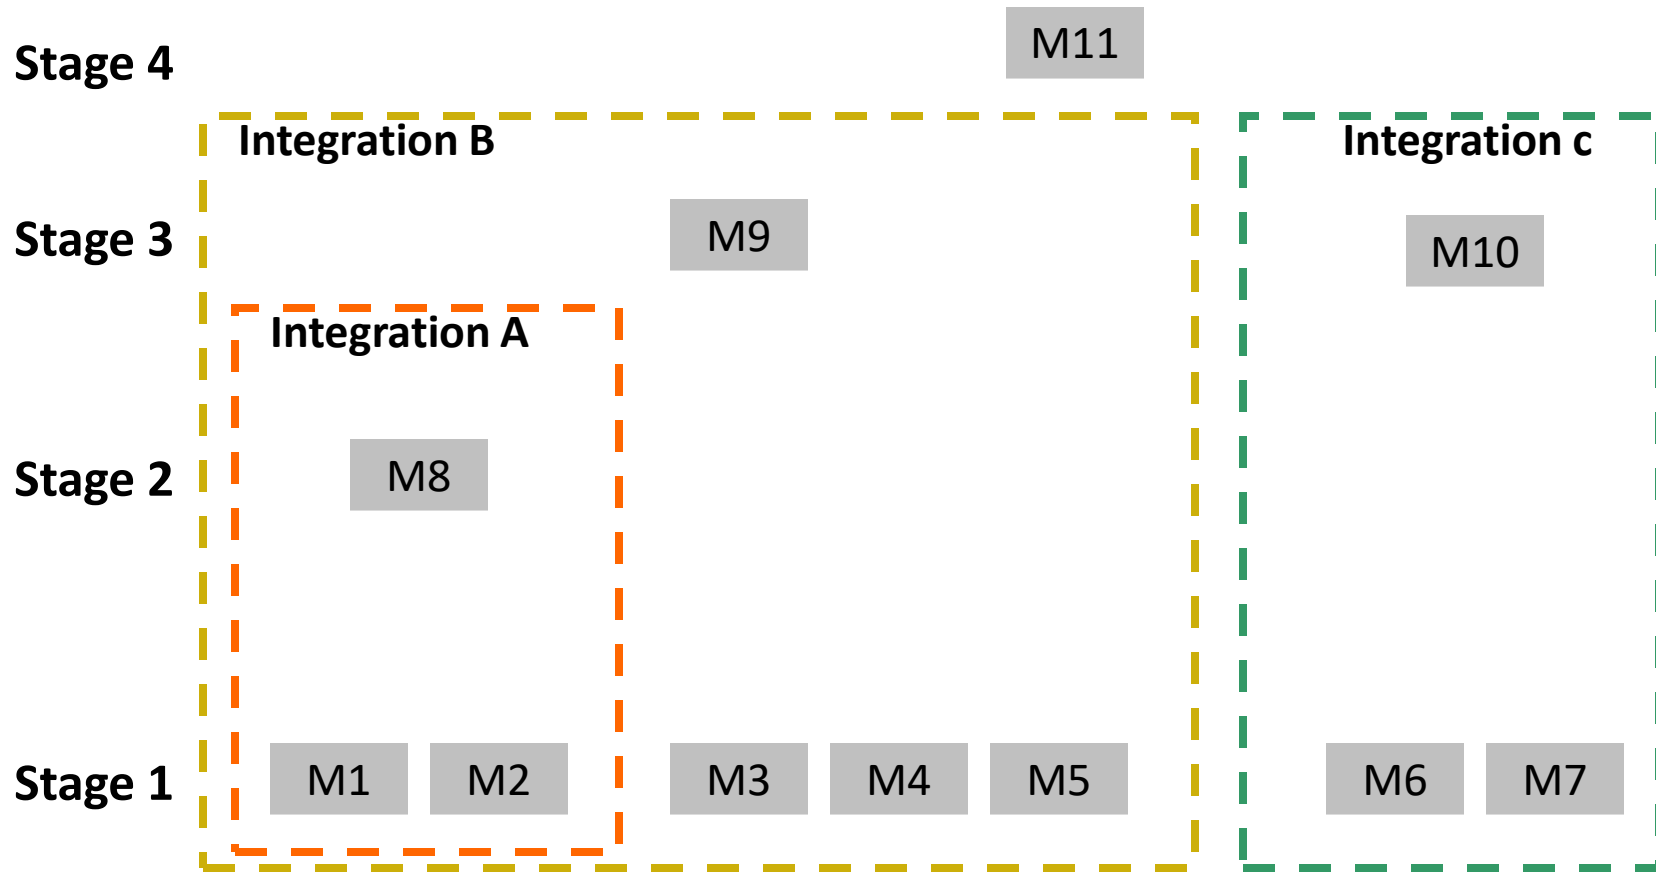 Stage 4
M11
Integration B
Integration c
Stage 3
M9
M10
Integration A
Stage 2
M8
Stage 1
M1
M2
M3
M4
M5
M6
M7